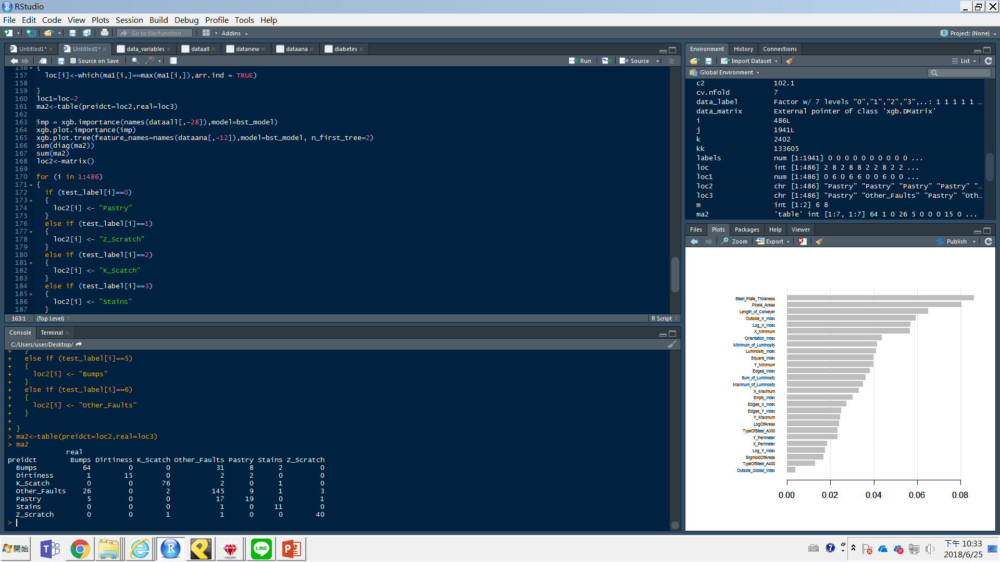 RStudio
File Edit Code View Plots Session Build Debug Profile Tools Help
Go to file/function Addins Project: (None)
Untitled1* Untitled1* data_variables dataall datanew dataana diabetes
Source on Save Run Source
156 {
157 loc[i]<-which(ma1[i,]==max(ma1[i,]),arr.ind = TRUE)
158
159 }
160 loc1=loc-2
161 ma2<-table(preidct=loc2,real=loc3)
162
163 imp = xgb.importance(names(dataall[,-28]),model=bst_model)
164 xgb.plot.importance(imp)
165 xgb.plot.tree(feature_names=names(dataana[,-12]),model=bst_model, n_first_tree=2)
166 sum(diag(ma2))
167 sum(ma2)
168 loc2<-matrix()
169
170 for (i in 1:486)
171 {
172 if (test_label[i]==0)
173 {
174 loc2[i] <- "Pastry"
175 }
176 else if (test_label[i]==1)
177 {
178 loc2[i] <- "Z_Scratch"
179 }
180 else if (test_label[i]==2)
181 {
182 loc2[i] <- "K_Scatch"
183 }
184 else if (test_label[i]==3)
185 {
186 loc2[i] <- "Stains"
187 }
163:1 (Top Level) R Script
Console Terminal
C:/Users/user/Desktop/
+ }
+ else if (test_label[i]==5)
+ {
+ loc2[i] <- "Bumps"
+ }
+ else if (test_label[i]==6)
+ {
+ loc2[i] <- "Other_Faults"
+ }
+
+ }
> ma2<-table(preidct=loc2,real=loc3)
> ma2
real
preidct Bumps Dirtiness K_Scatch Other_Faults Pastry Stains Z_Scratch
Bumps 64 0 0 31 8 2 0
Dirtiness 1 15 0 2 2 0 0
K_Scatch 0 0 76 2 0 1 0
Other_Faults 26 0 2 145 9 1 3
Pastry 5 0 0 17 19 0 1
Stains 0 0 0 1 0 11 0
Z_Scratch 0 0 1 1 0 0 40
>
Environment History Connections
Import Dataset List
Global Environment
c2 102.1
cv.nfold 7
data_label Factor w/ 7 levels "0","1","2","3",..: 1 1 1 1 1 ...
data_matrix External pointer of class 'xgb.DMatrix'
i 486L
j 1941L
k 2402
kk 133605
labels num [1:1941] 0 0 0 0 0 0 0 0 0 0 ...
loc int [1:486] 2 8 2 8 8 2 2 8 2 2 ...
loc1 num [1:486] 0 6 0 6 6 0 0 6 0 0 ...
loc2 chr [1:486] "Pastry" "Pastry" "Pastry" "Pastry" "...
loc3 chr [1:486] "Pastry" "Other_Faults" "Pastry" "Oth...
m int [1:2] 6 8
ma2 'table' int [1:7, 1:7] 64 1 0 26 5 0 0 0 15 0 ...
Files Plots Packages Help Viewer
Zoom Export Publish
Steel_Plate_Thickness
Pixels_Areas
Length_of_Conveyer
Outside_X_Index
Log_X_Index
X_Minimum
Orientation_Index
Minimum_of_Luminosity
Luminosity_Index
Square_Index
Y_Minimum
Edges_Index
Sum_of_Luminosity
Maximum_of_Luminosity
X_Maximum
Empty_Index
Edges_X_Index
Edges_Y_Index
Y_Maximum
LogOfAreas
TypeOfSteel_A300
Y_Perimeter
X_Perimeter
Log_Y_Index
SigmoidOfAreas
TypeOfSteel_A400
Outside_Global_Index
0.00 0.02 0.04 0.06 0.08
開始
LINE
下午 10:33
2018/6/25